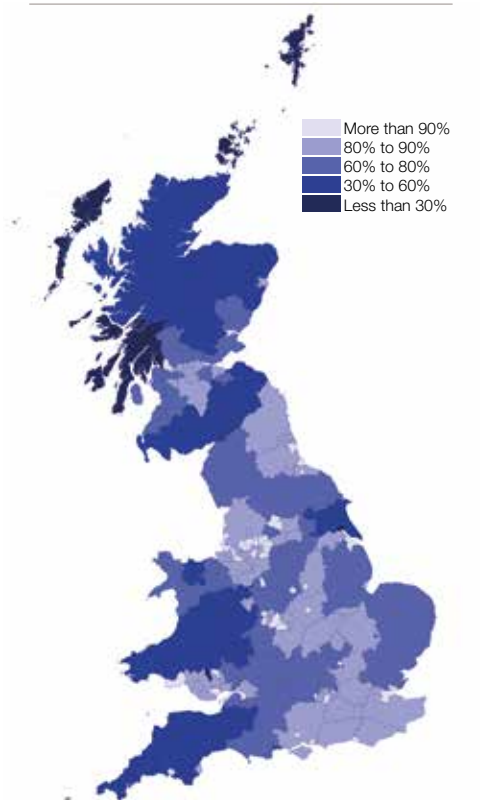 More than 90%
80% to 90%
60% to 80%
30% to 60%
Less than 30%